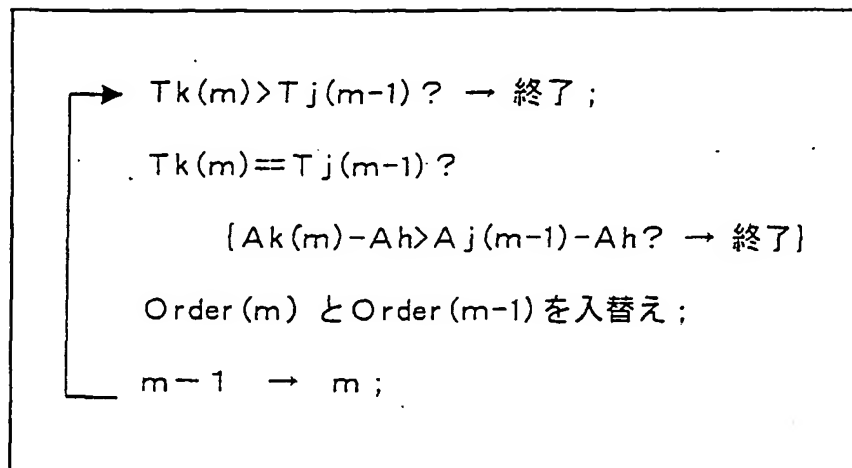 Tk(m)>Tj(m-1)? → 終了;
Tk(m)==Tj(m-1)?
{Ak(m)-Ah>Aj(m-1)-Ah? → 終了}
Order(m) とOrder(m-1)を入替え;
m-1 → m;